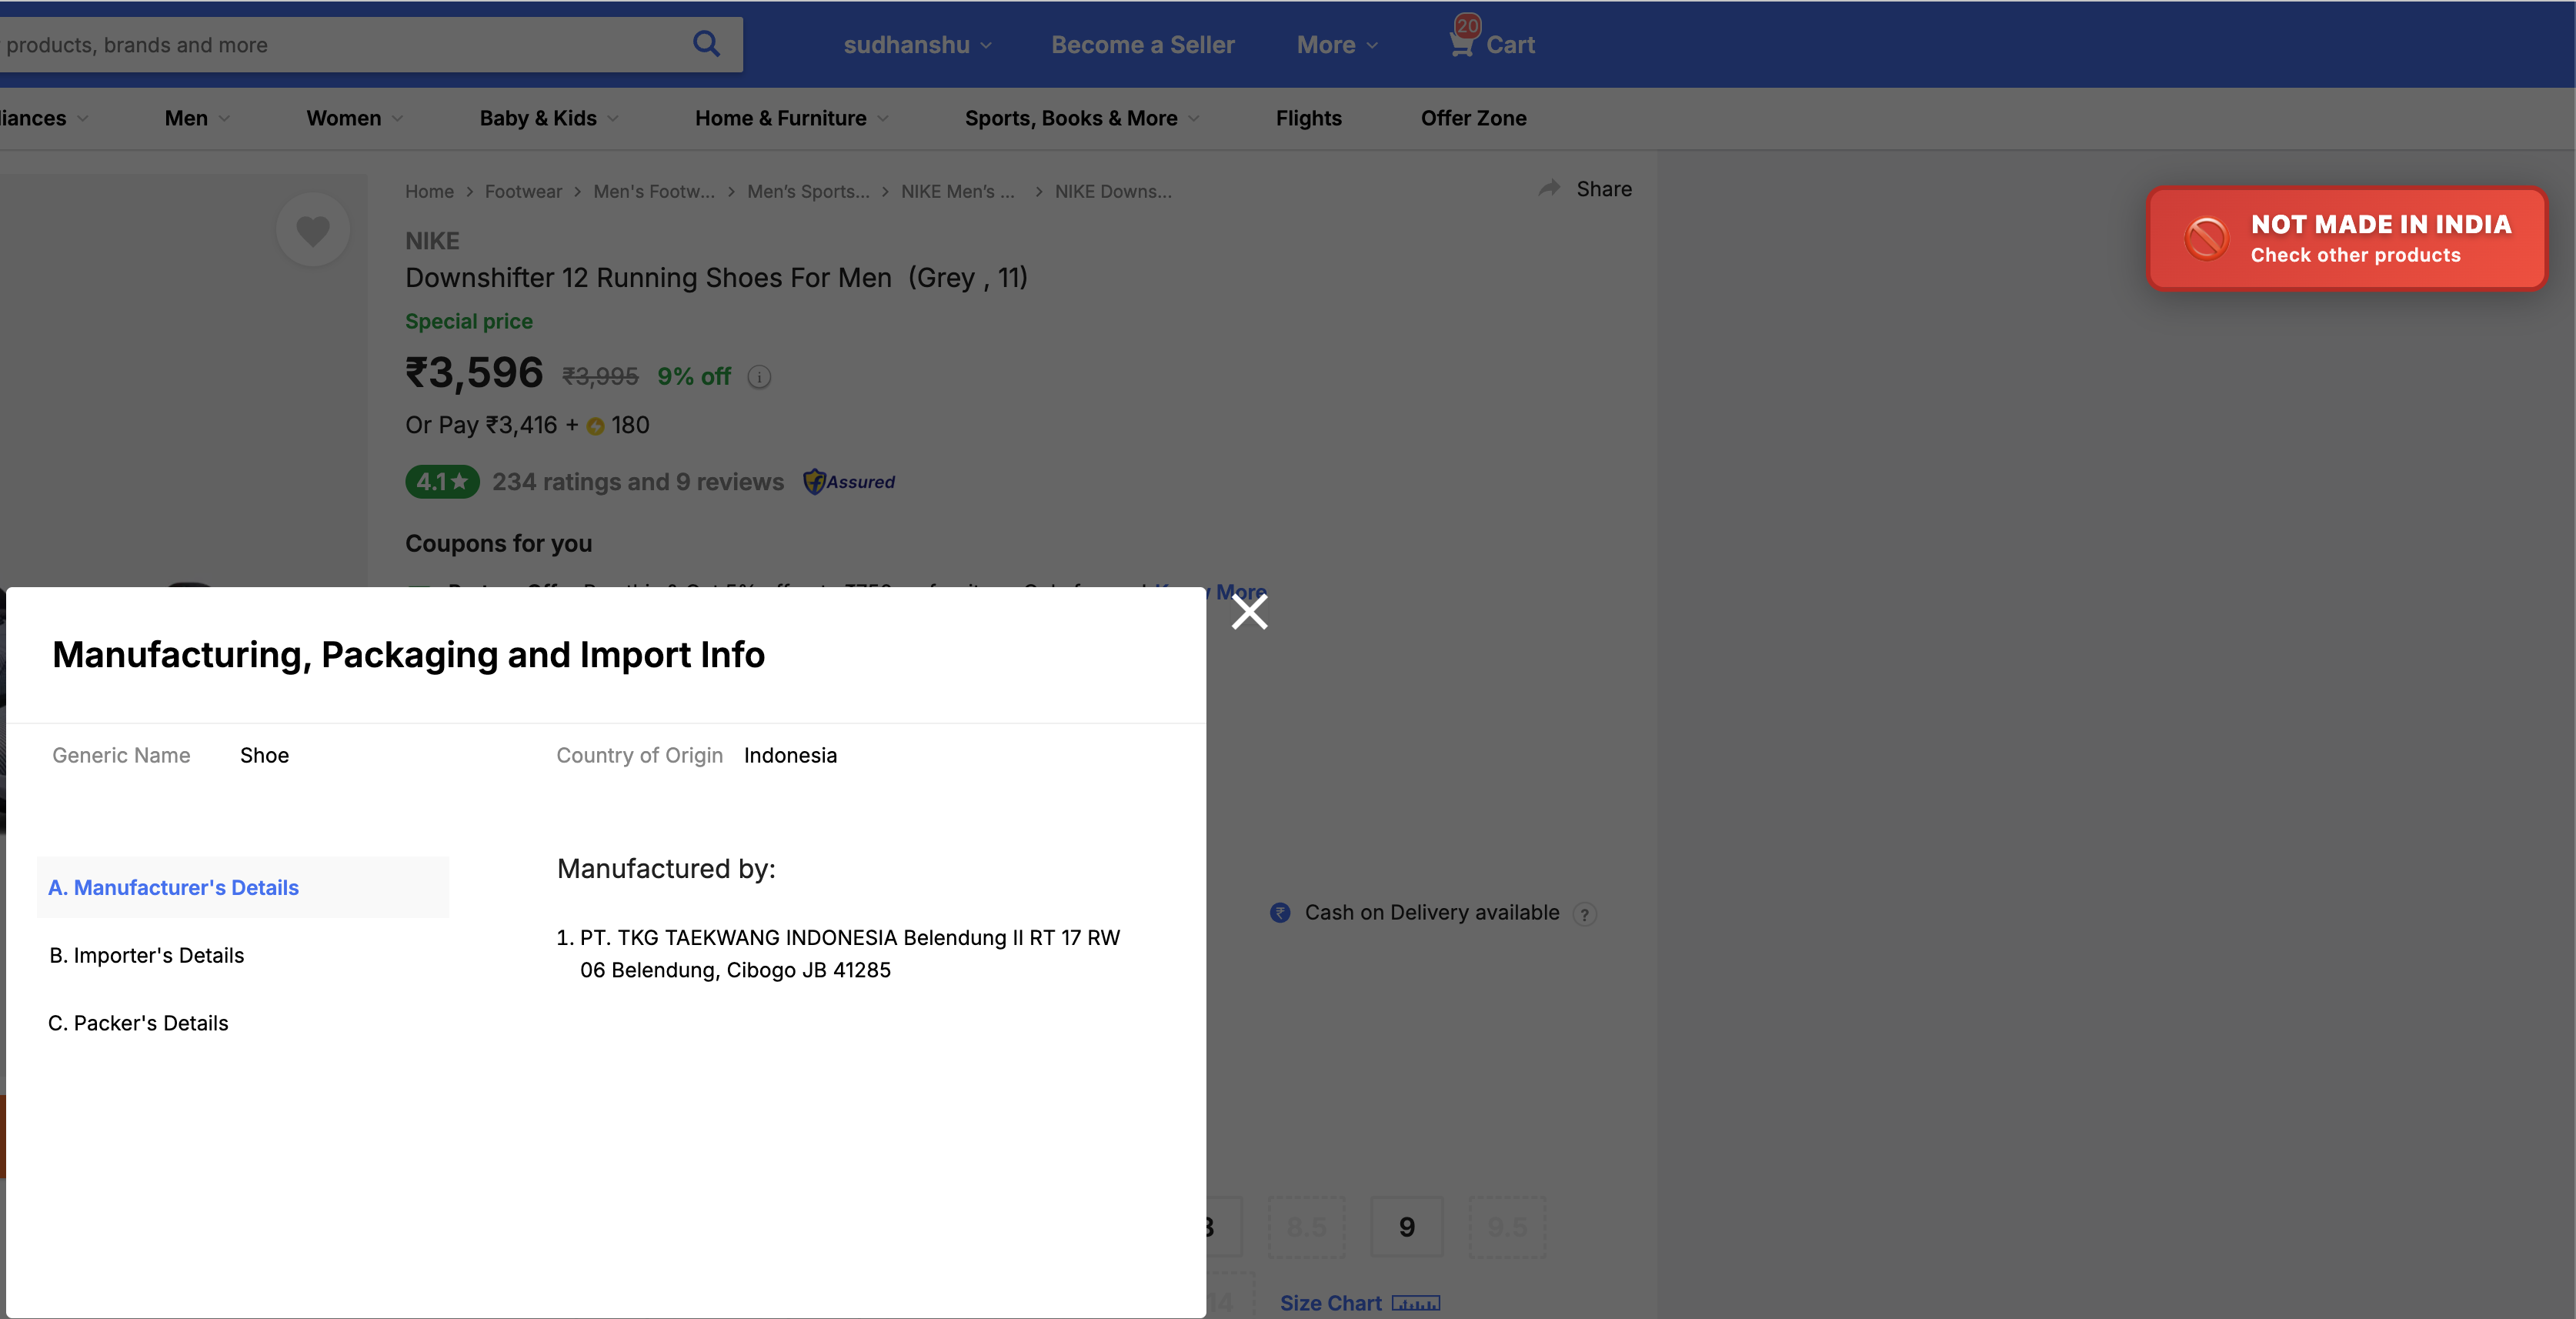 products, brands and more
sudhanshu
Become a Seller
More
20
Cart
Men
Women
Baby & Kids
Home & Furniture
Sports, Books & More
Flights
Offer Zone
Home
Footwear
Men's Footw...
Men's Sports...
NIKE Men's ...
NIKE Downs...
Share
NOT MADE IN INDIA
Check other products
NIKE
Downshifter 12 Running Shoes For Men (Grey , 11)
Special price
₹3,596 ₹3,995 9% off
Or Pay ₹3,416 + 180
4.1★ 234 ratings and 9 reviews Assured
Coupons for you
More
Manufacturing, Packaging and Import Info
Generic Name Shoe
Country of Origin Indonesia
A. Manufacturer's Details
B. Importer's Details
C. Packer's Details
Manufactured by:
1. PT. TKG TAEKWANG INDONESIA Belendung II RT 17 RW
06 Belendung, Cibogo JB 41285
₹ Cash on Delivery available ?
8.5 9 9.5
14
Size Chart